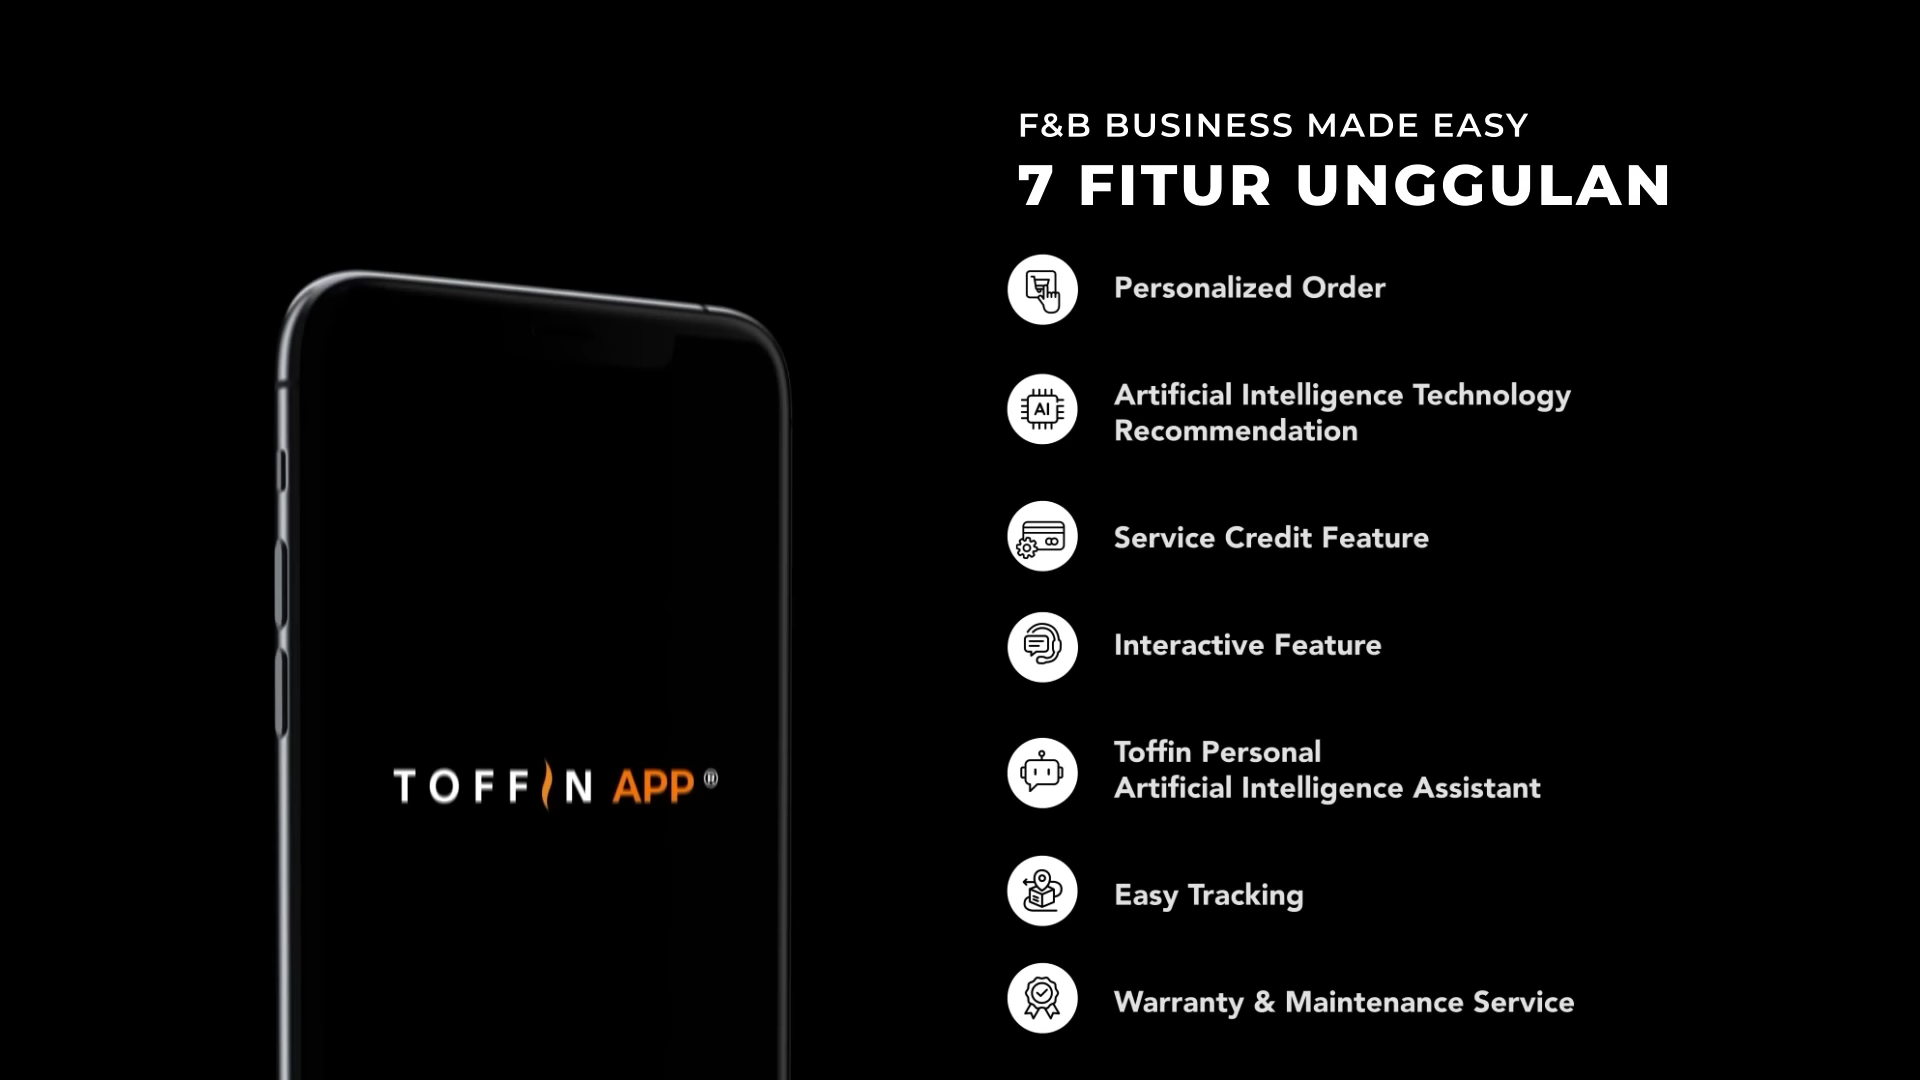 F&B BUSINESS MADE EASY
7 FITUR UNGGULAN
Personalized Order
AI
Artificial Intelligence Technology
Recommendation
Service Credit Feature
Interactive Feature
Toffin Personal
Artificial Intelligence Assistant
Easy Tracking
Warranty & Maintenance Service
TOFFIN APP ®